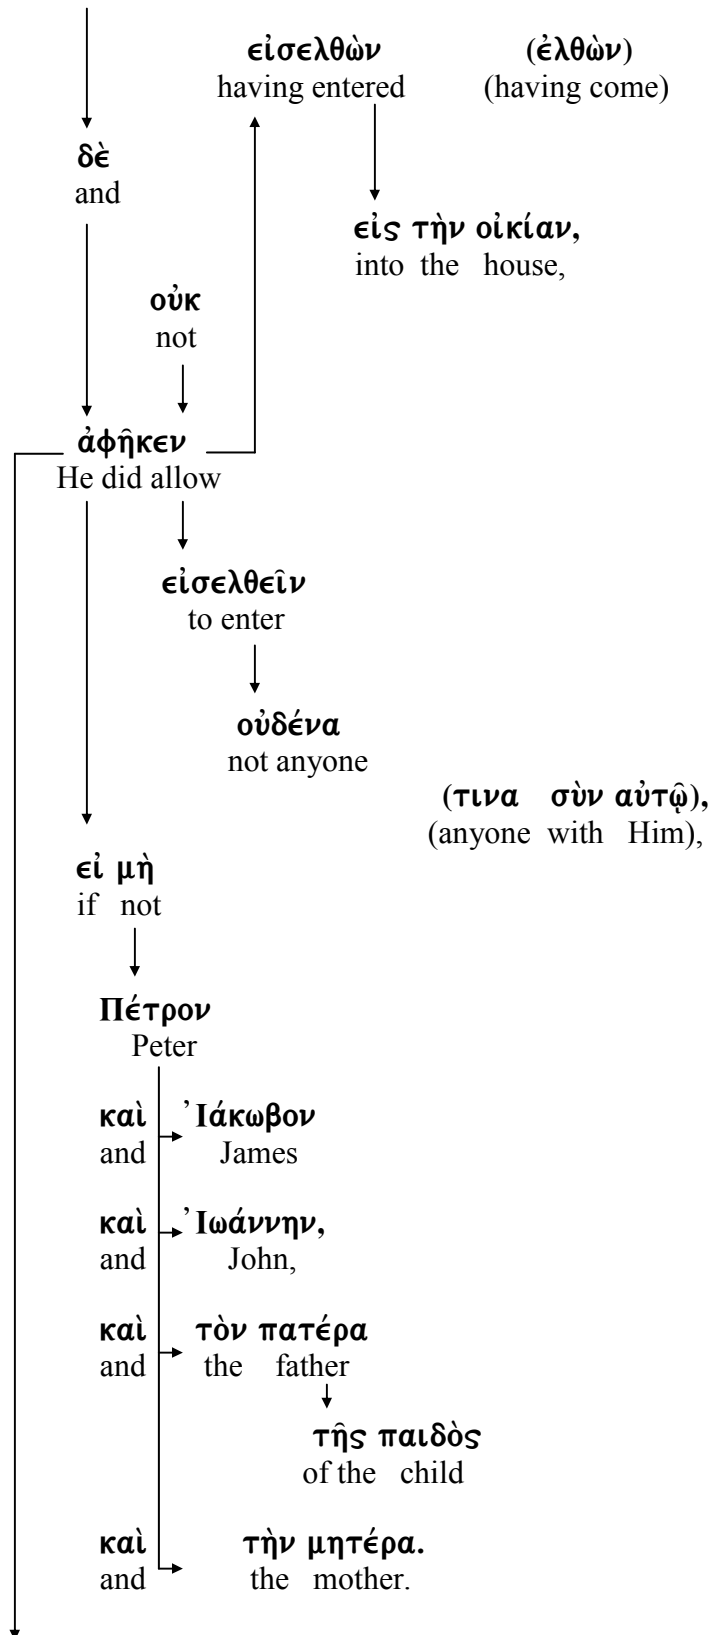 εἰσελθὼν (ἐλθὼν)
having entered (having come)
δὲ
and
εἰς τὴν οἰκίαν,
into the house,
οὐκ
not
ἀφῆκεν
He did allow
εἰσελθεῖν
to enter
οὐδένα
not anyone
(τινα σὺν αὐτῷ),
(anyone with Him),
εἰ μὴ
if not
Πέτρον
Peter
καὶ Ἰάκωβον
and James
καὶ Ἰωάννην,
and John,
καὶ τὸν πατέρα
and the father
τῆς παιδὸς
of the child
καὶ τὴν μητέρα.
and the mother.